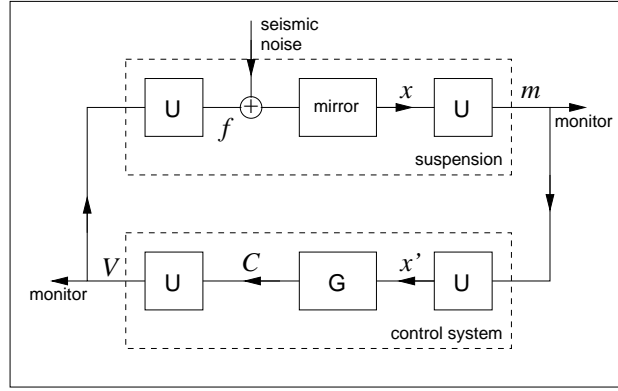 seismic
noise
U
+
mirror
x
U
m
f
monitor
suspension
V
U
C
G
x'
U
monitor
control system